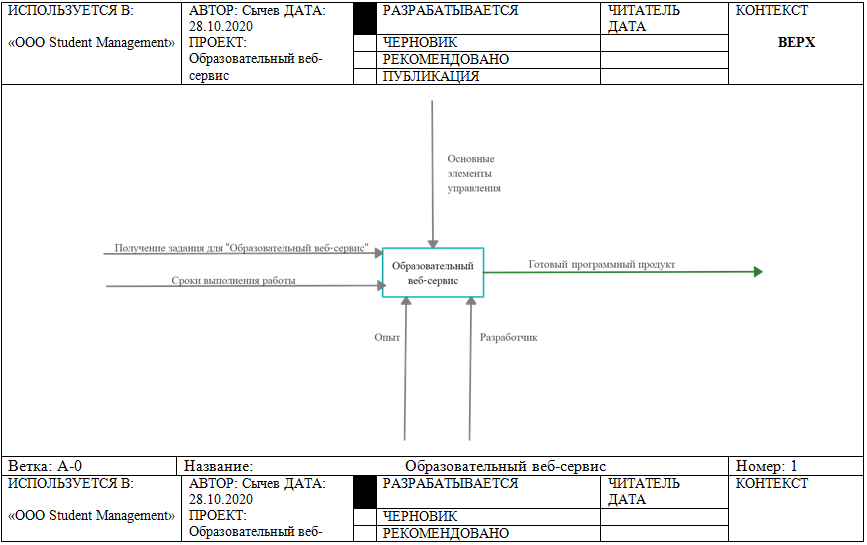 ИСПОЛЬЗУЕТСЯ В:
«ООО Student Management»
АВТОР: Сычев ДАТА:
28.10.2020
ПРОЕКТ:
Образовательный веб-
сервис
РАЗРАБАТЫВАЕТСЯ
ЧЕРНОВИК
РЕКОМЕНДОВАНО
ПУБЛИКАЦИЯ
ЧИТАТЕЛЬ
ДАТА
КОНТЕКСТ
ВЕРХ
Основные
элементы
управления
Получение задания для "Образовательный веб-сервис"
Сроки выполнения работы
Образовательный
веб-сервис
Готовый программный продукт
Опыт
Разработчик
Ветка: А-0
Название:
Образовательный веб-сервис
Номер: 1
ИСПОЛЬЗУЕТСЯ В:
«ООО Student Management»
АВТОР: Сычев ДАТА:
28.10.2020
ПРОЕКТ:
Образовательный веб-
РАЗРАБАТЫВАЕТСЯ
ЧЕРНОВИК
РЕКОМЕНДОВАНО
ЧИТАТЕЛЬ
ДАТА
КОНТЕКСТ